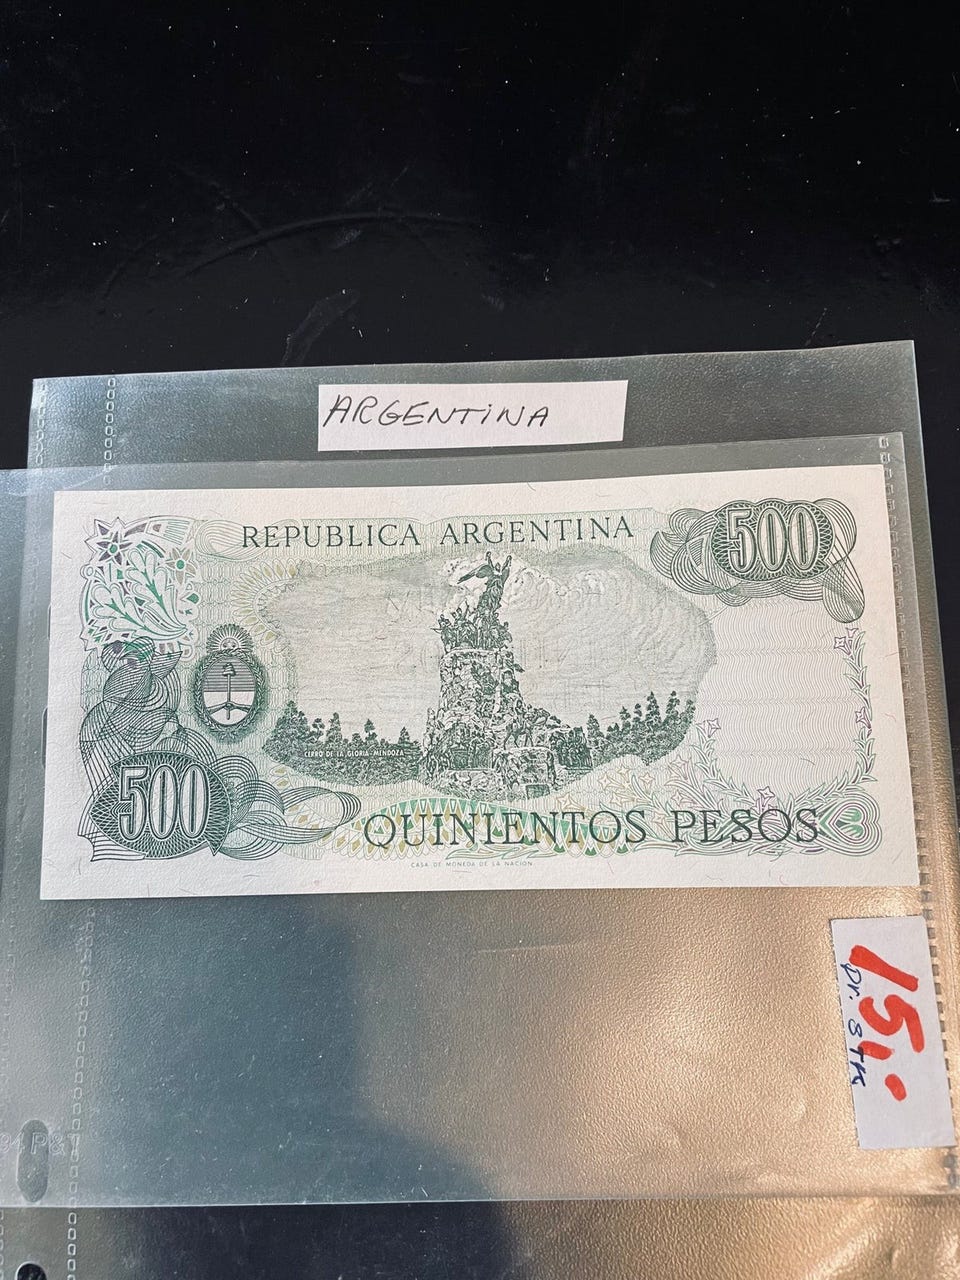 ARGENTINA
REPUBLICA ARGENTINA
500
CERRO DE LA GLORIA-MENDOZA
500
QUINIENTOS PESOS
CASA DE MONEDA DE LA NACION
15,•
Pr. STK